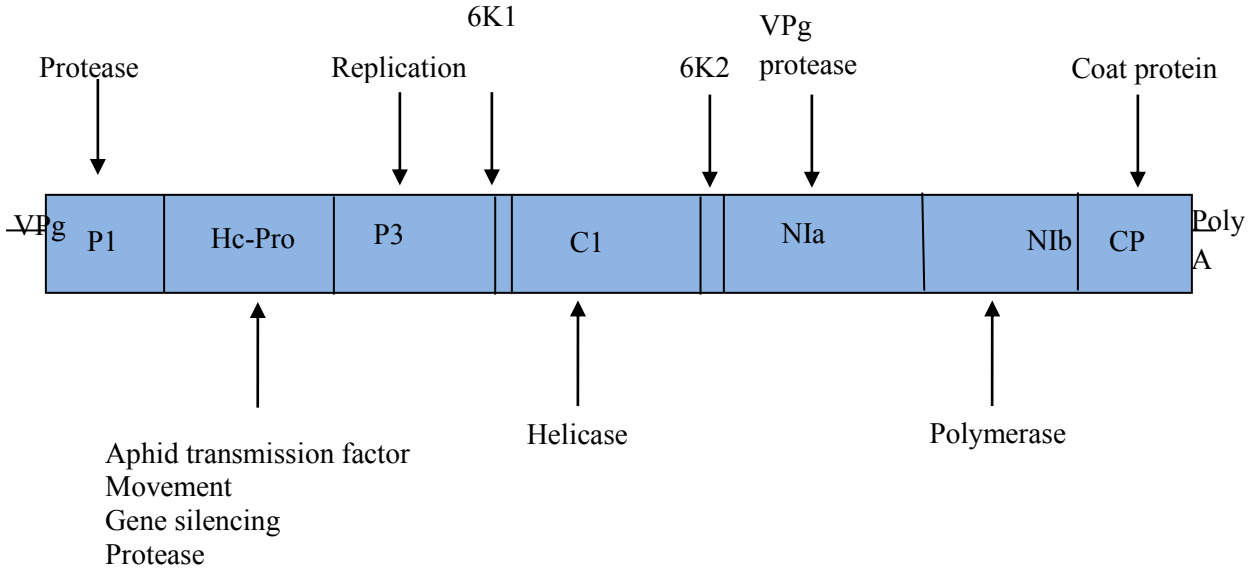 6K1
VPg
protease
Protease
Replication
6K2
Coat protein
VPg
P1
Hc-Pro
P3
C1
NIa
NIb
CP
Poly
A
Helicase
Polymerase
Aphid transmission factor
Movement
Gene silencing
Protease